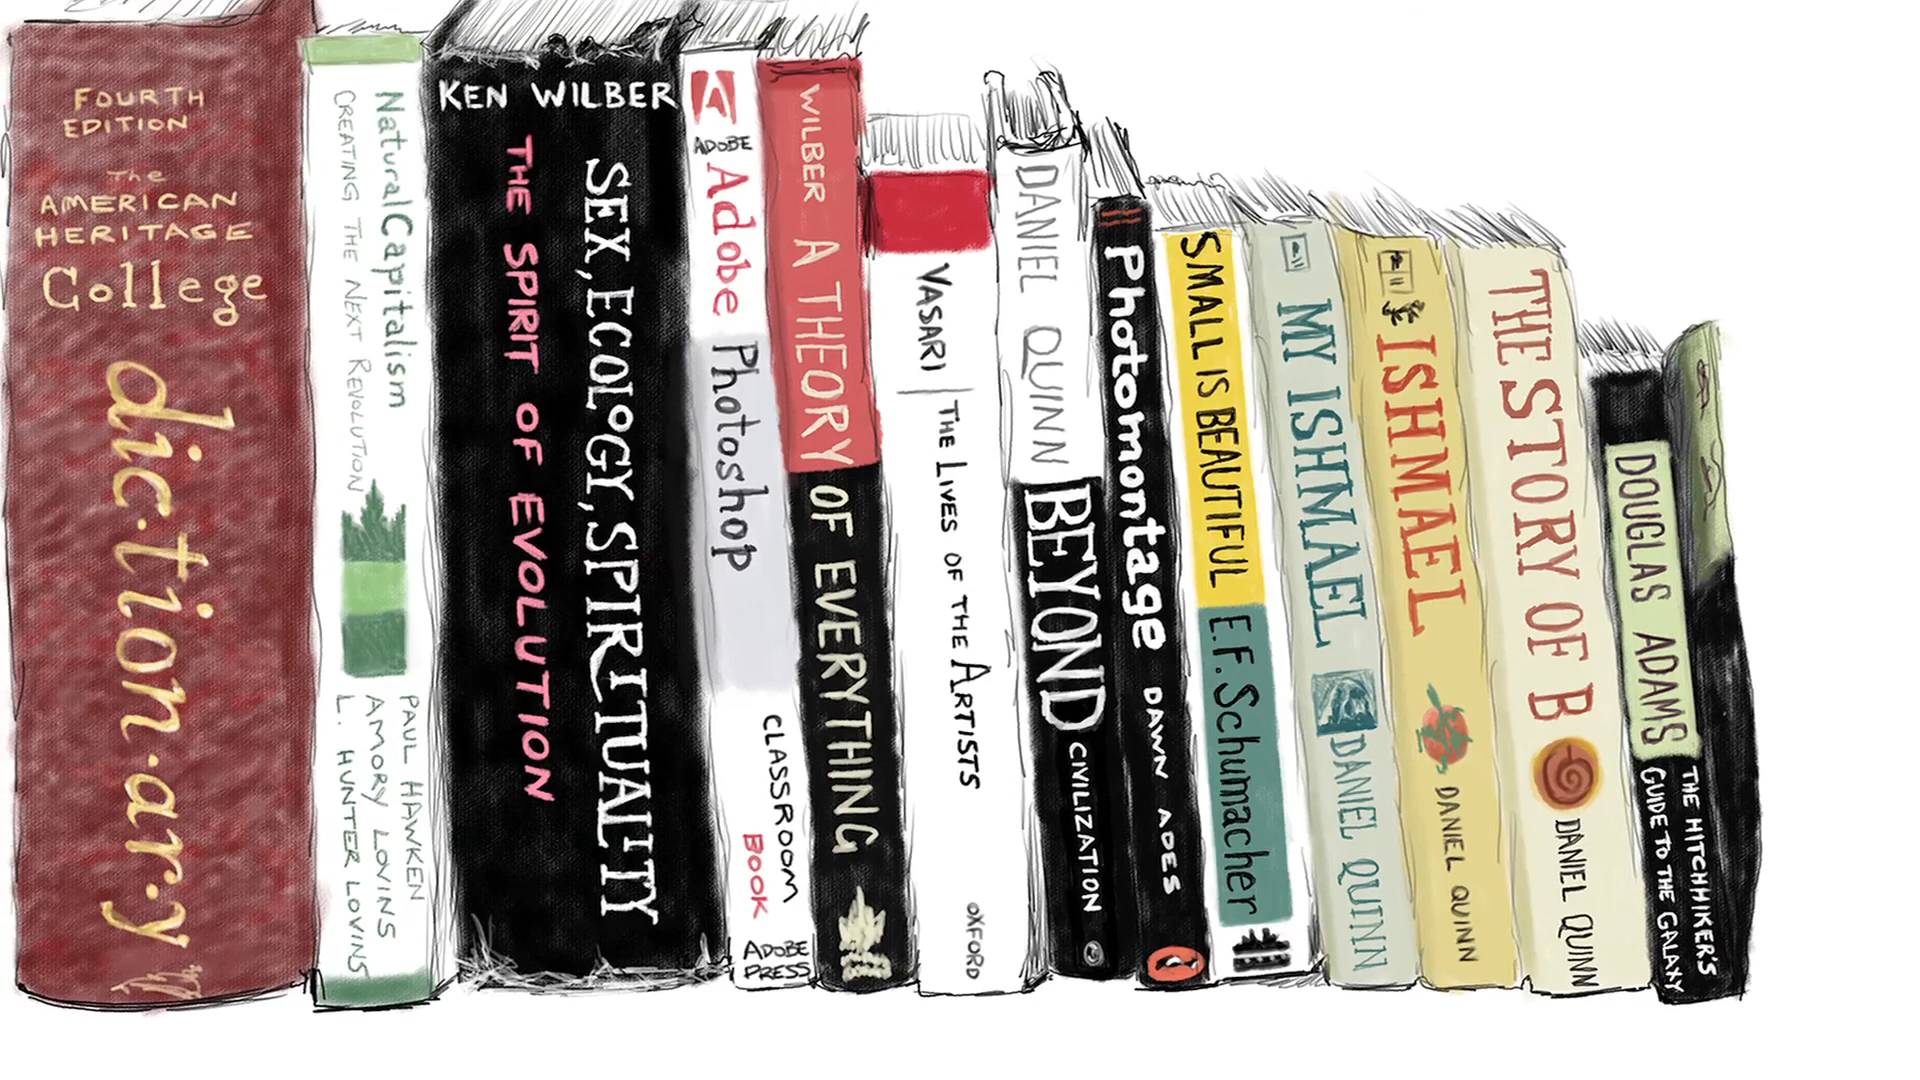 FOURTH
EDITION
The
AMERICAN
HERITAGE
College
dic·tion·ar·y
NaturalCapitalism
CREATING THE NEXT REVOLUTION
PAUL HAWKEN
AMORY LOVINS
L. HUNTER LOVINS
KEN WILBER
SEX, ECOLOGY, SPIRITUALITY
THE SPIRIT OF EVOLUTION
ADOBE
Adobe Photoshop
CLASSROOM
BOOK
ADOBE
PRESS
WILBER A THEORY OF EVERYTHING
VASARI | THE LIVES OF THE ARTISTS
OXFORD
DANIEL QUINN
BEYOND CIVILIZATION
Photomontage DAWN ADES
SMALL IS BEAUTIFUL E.F. Schumacher
MY ISHMAEL DANIEL QUINN
ISHMAEL DANIEL QUINN
THE STORY OF B DANIEL QUINN
DOUGLAS ADAMS
THE HITCHHIKER'S
GUIDE TO THE GALAXY